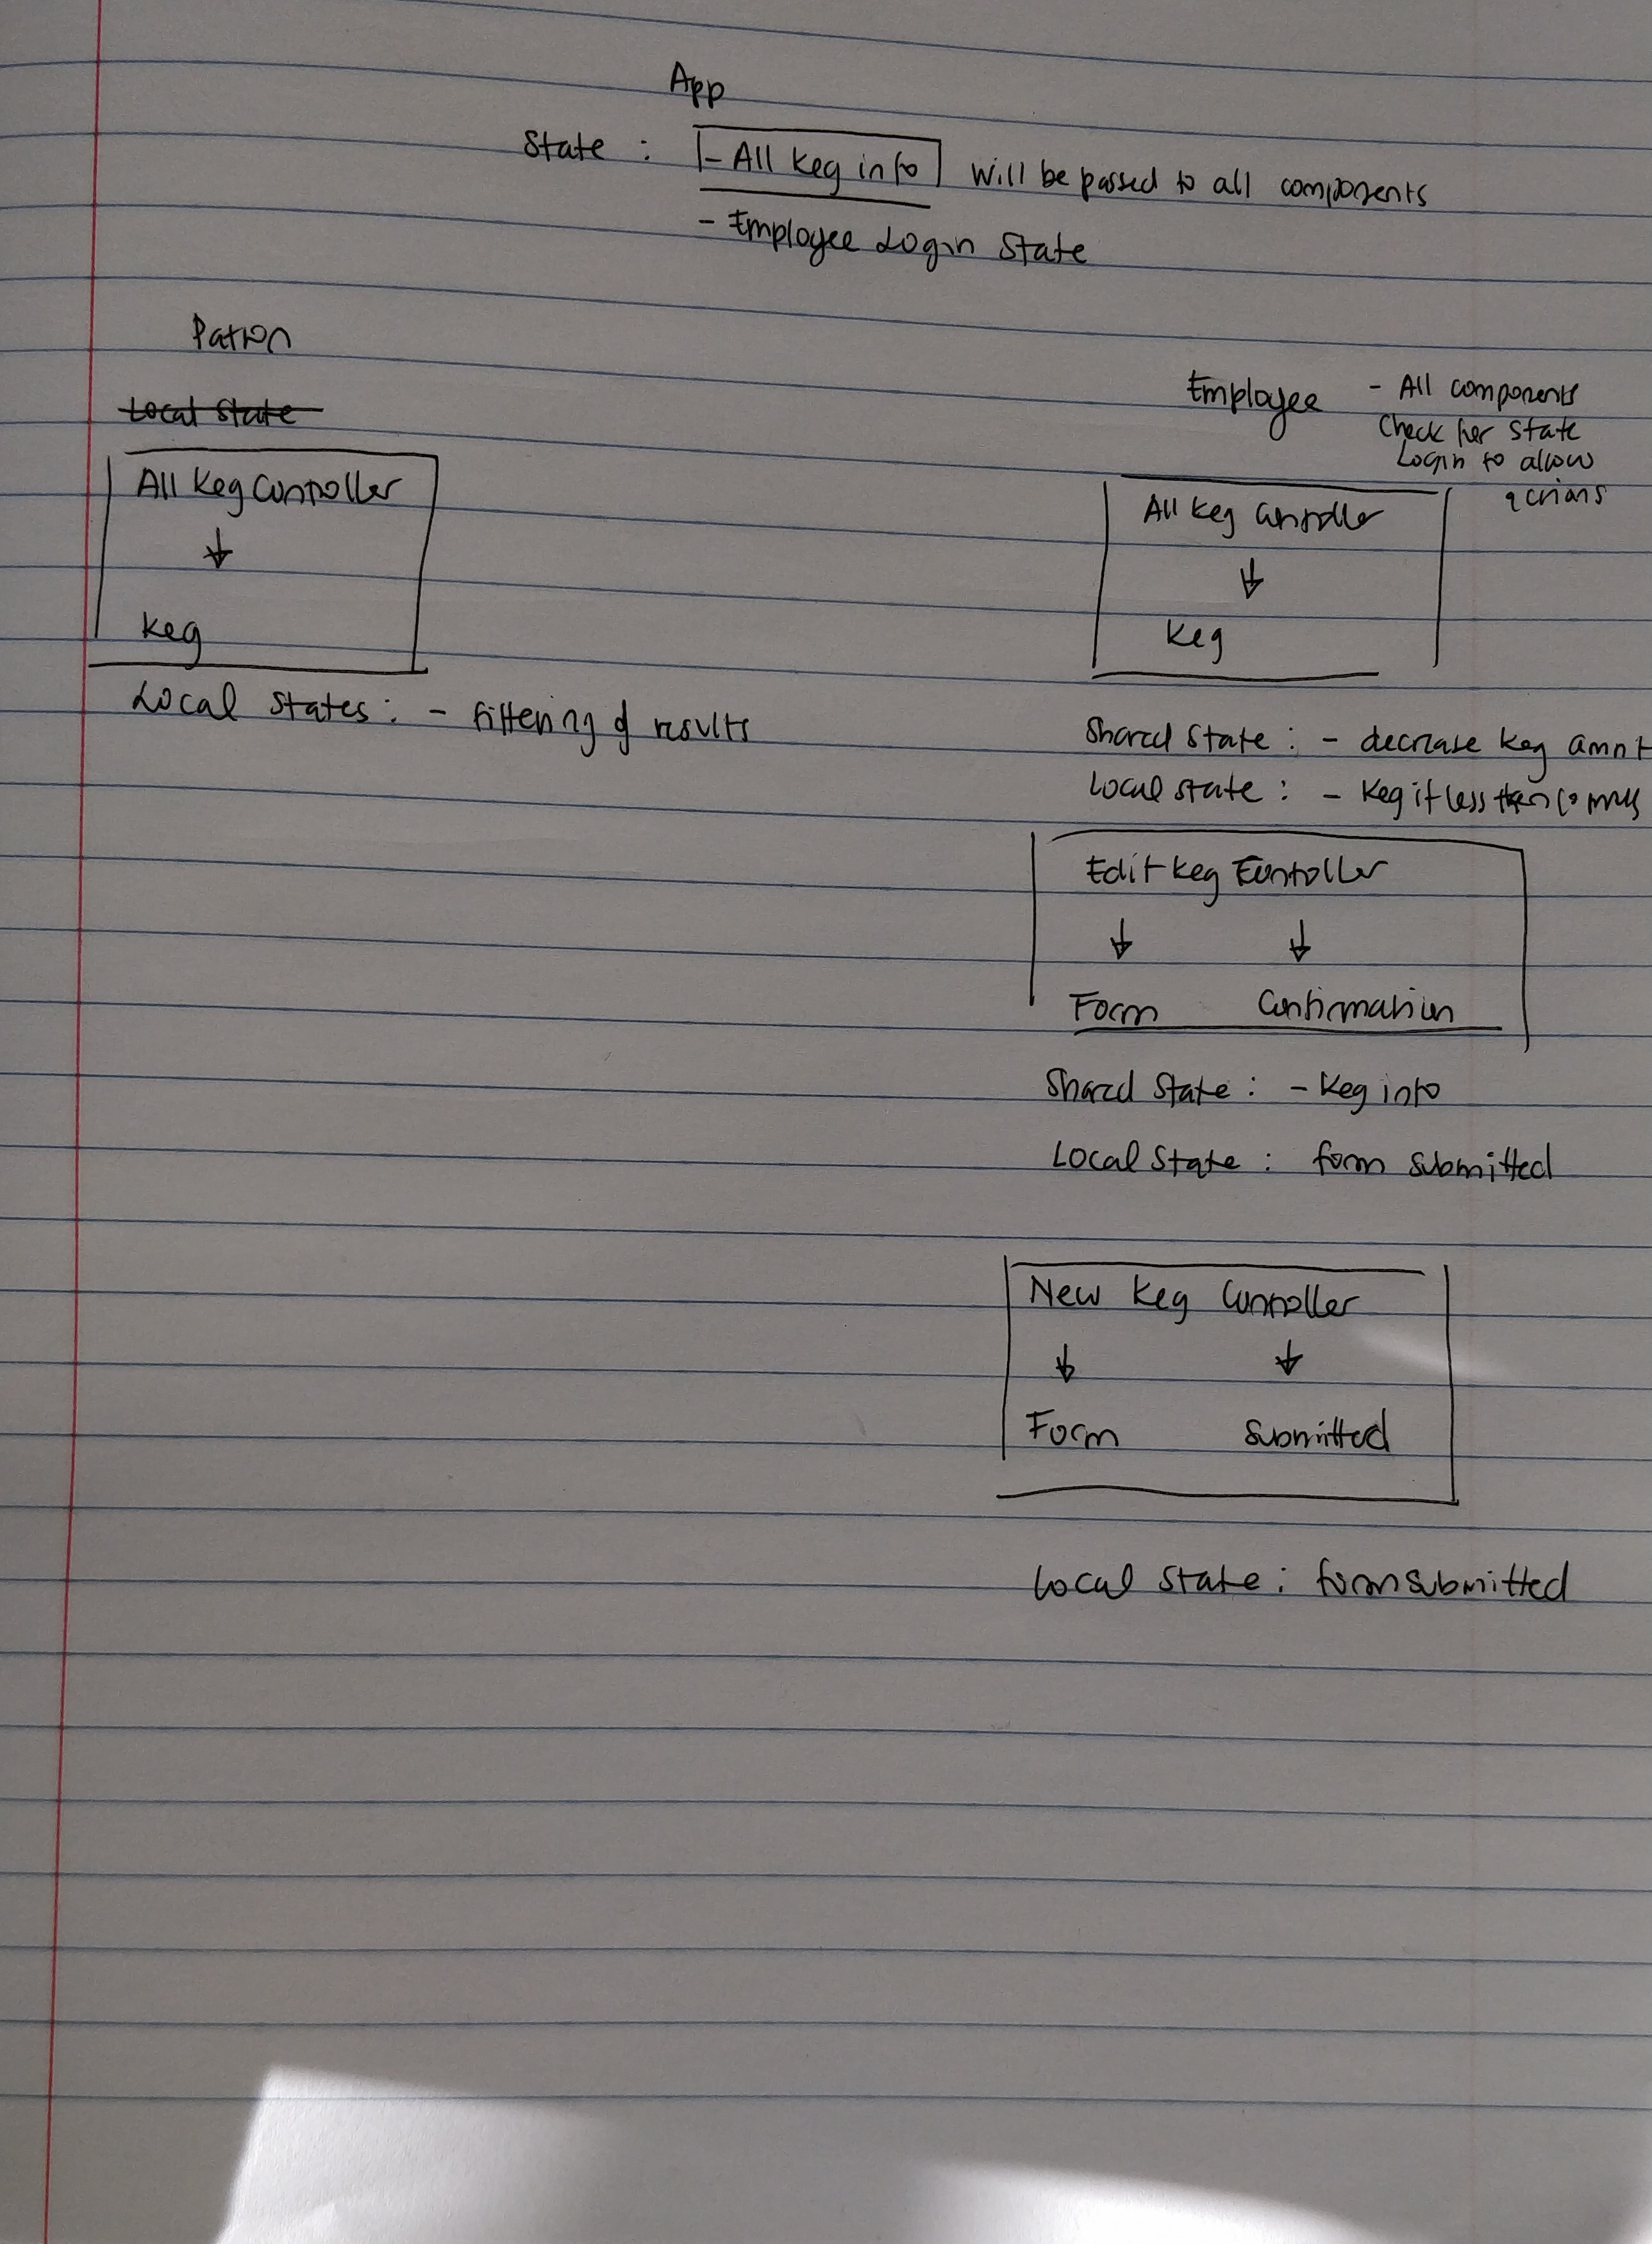 App
State : - All Keg info will be passed to all components
- Employee Login State
Patron
Local State
All Keg Controller
Keg
Local States : - filtering of results
Employee - All components
Check for state
Login to allow
actions
All Keg Controller
Keg
Shared State : - decrease keg amnt
Local state : - Keg if less than
Edit Keg Controller
Form Confirmation
Shared State : - Keg info
Local State : form submitted
New Keg Controller
Form Submitted
Local State : form submitted